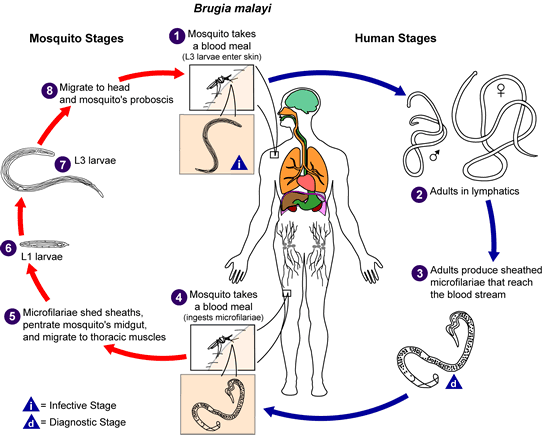 Brugia malayi
Mosquito Stages
Human Stages
1 Mosquito takes
a blood meal
(L3 larvae enter skin)
i
♂
♀
2 Adults in lymphatics
3 Adults produce sheathed
microfilariae that reach
the blood stream
d
4 Mosquito takes
a blood meal
(ingests microfilariae)
5 Microfilariae shed sheaths,
pentrate mosquito's midgut,
and migrate to thoracic muscles
6
L1 larvae
7 L3 larvae
8 Migrate to head
and mosquito's proboscis
i = Infective Stage
d = Diagnostic Stage